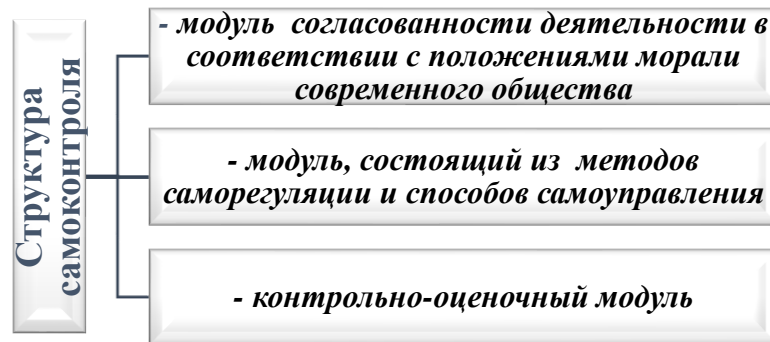 Структура
самоконтроля
- модуль согласованности деятельности в
соответствии с положениями морали
современного общества
- модуль, состоящий из методов
саморегуляции и способов самоуправления
- контрольно-оценочный модуль